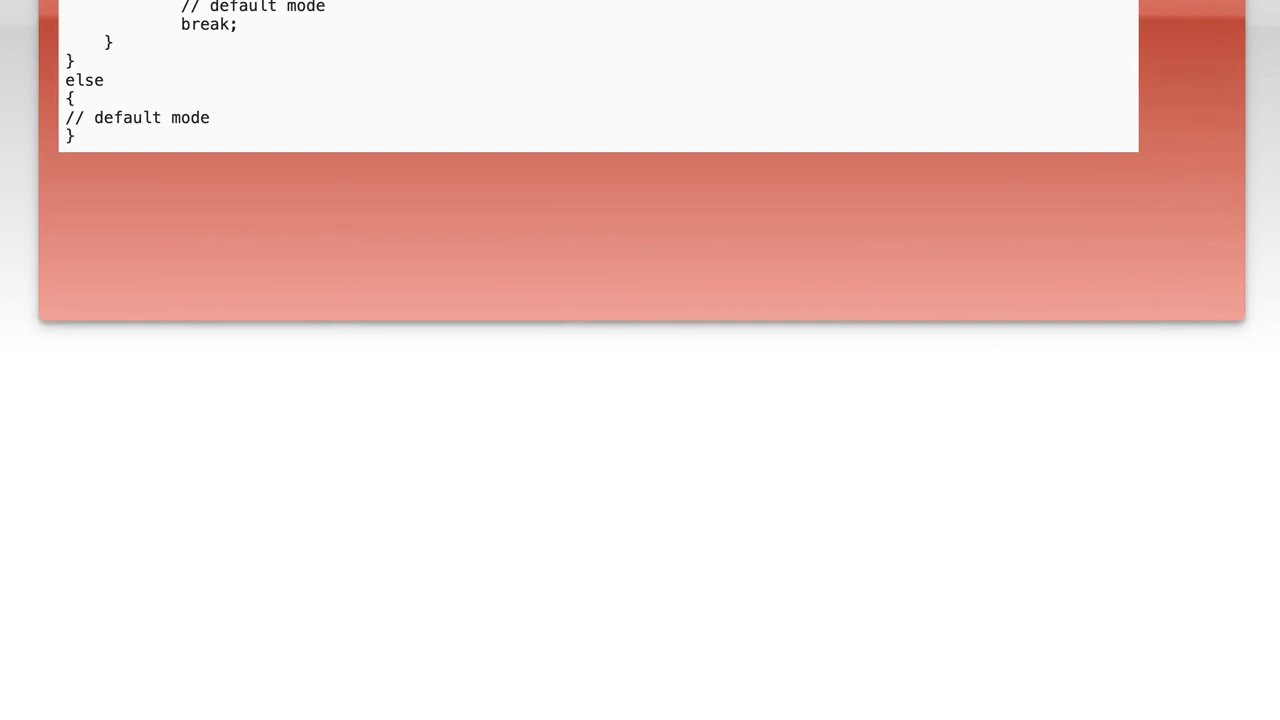 // default mode
break;
}
}
else
{
// default mode
}